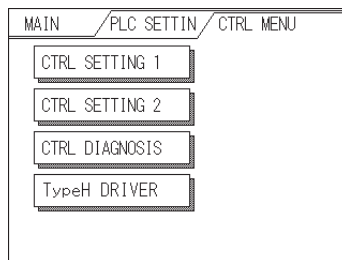 MAIN PLC SETTIN CTRL MENU
CTRL SETTING 1
CTRL SETTING 2
CTRL DIAGNOSIS
TypeH DRIVER